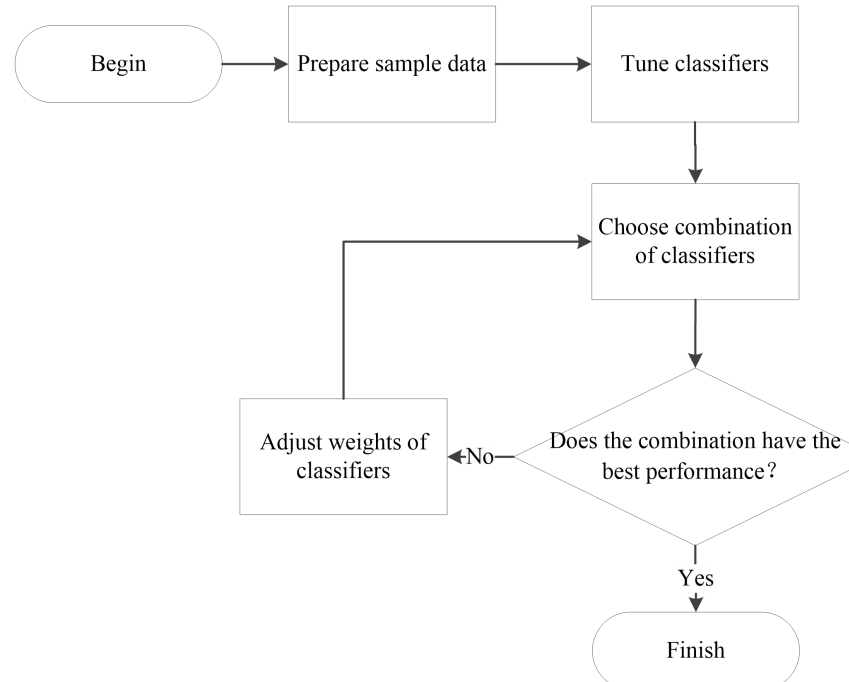 Begin
Prepare sample data
Tune classifiers
Choose combination
of classifiers
Adjust weights of
classifiers
No
Does the combination have the
best performance？
Yes
Finish